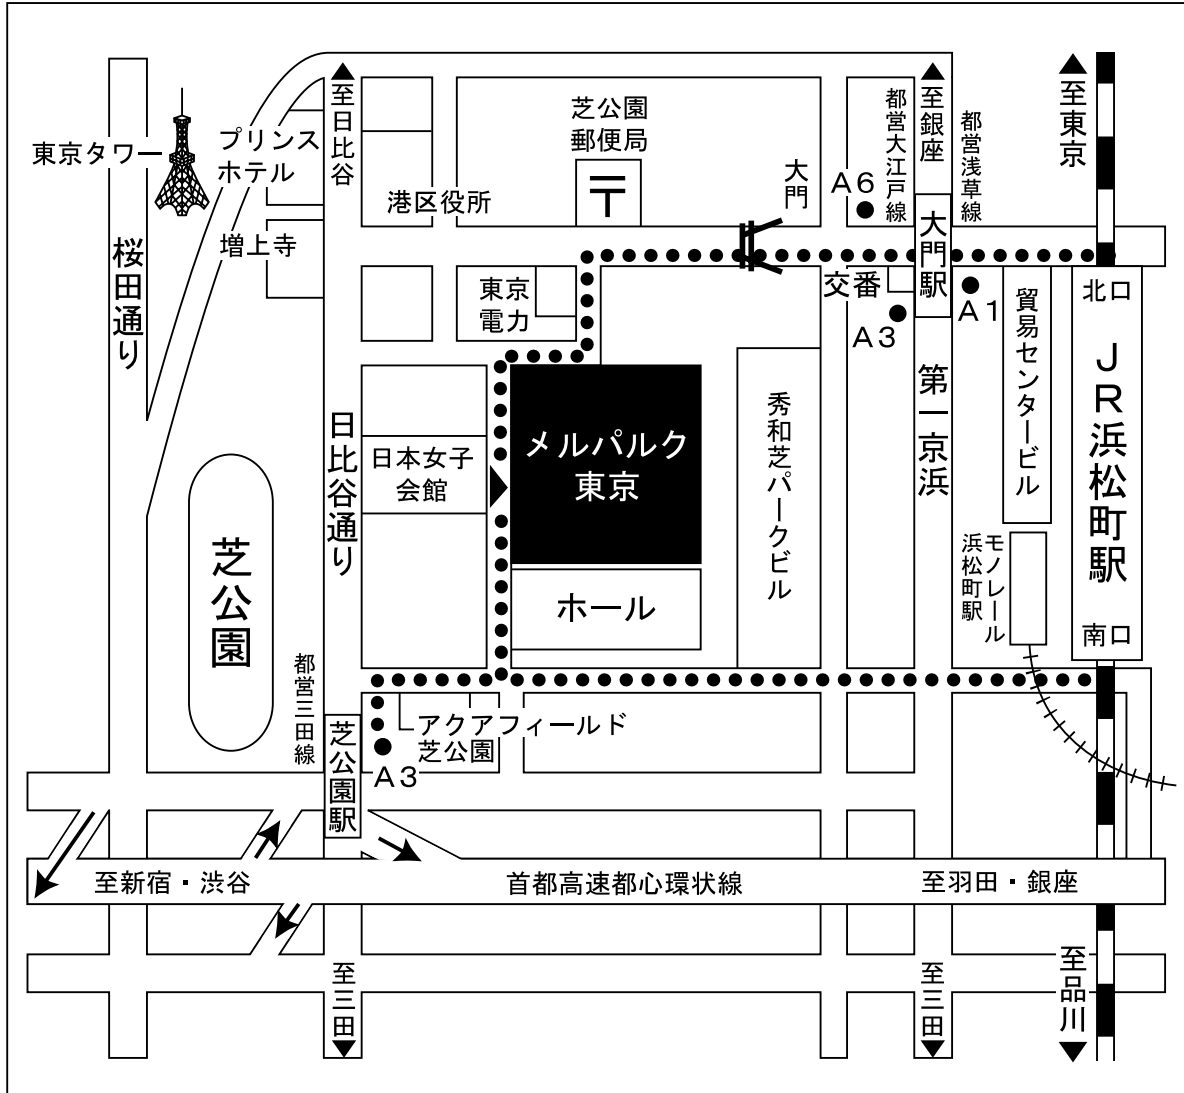 東京タワー
プリンス
ホテル
増上寺
桜田通り
至日比谷
港区役所
芝公園
郵便局
〒
大門
A6
都営大江戸線
至銀座
都営浅草線
至東京
大門駅
東京
電力
交番
A3
A1
貿易センタービル
北口
JR浜松町駅
南口
日比谷通り
日本女子
会館
メルパルク
東京
ホール
秀和芝パークビル
第一京浜
モノレール
浜松町駅
芝公園
都営三田線
芝公園駅
A3
アクアフィールド
芝公園
至新宿・渋谷
首都高速都心環状線
至羽田・銀座
至三田
至三田
至品川